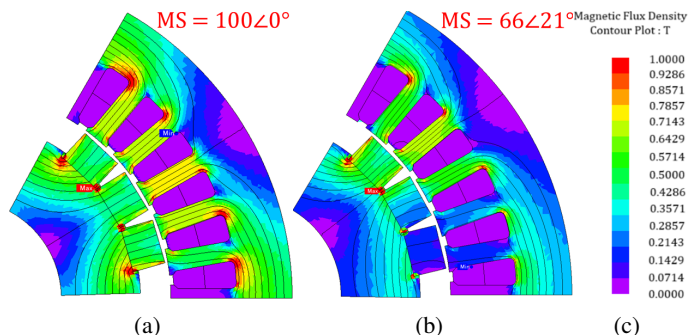 MS = 100∠0°
MS = 66∠21°
Magnetic Flux Density
Contour Plot : T
1.0000
0.9286
0.8571
0.7857
0.7143
0.6429
0.5714
0.5000
0.4286
0.3571
0.2857
0.2143
0.1429
0.0714
0.0000
Min
Max
Max
Min
(a)
(b)
(c)